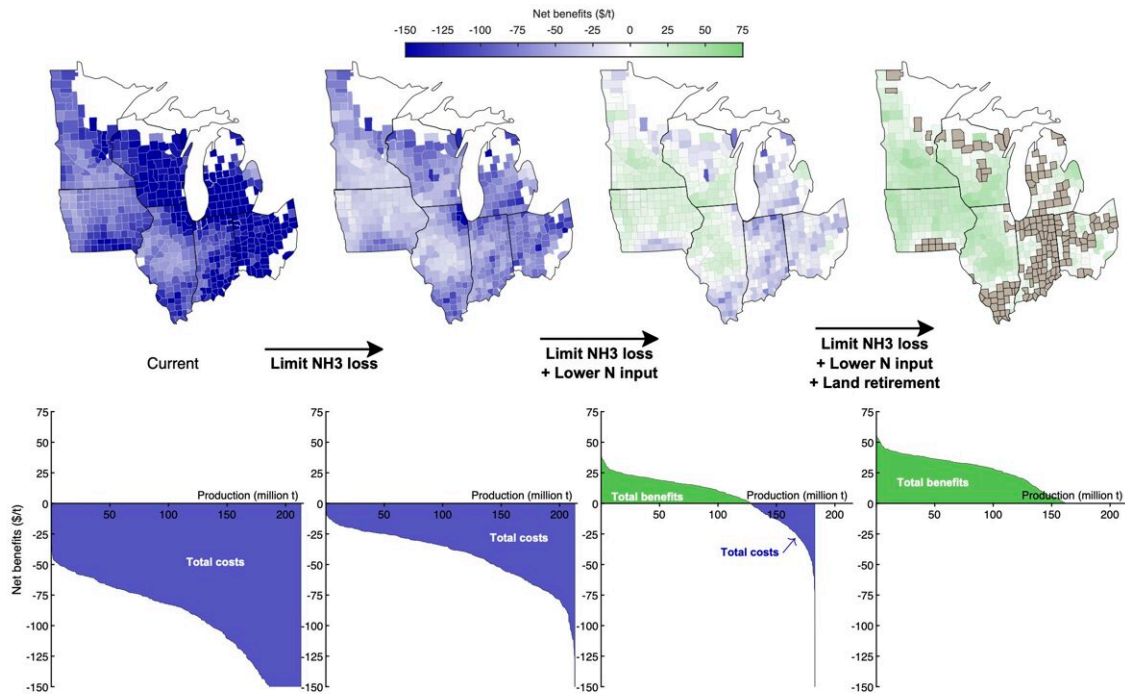 Net benefits ($/t)
-150 -125 -100 -75 -50 -25 0 25 50 75
Current
Limit NH3 loss
Limit NH3 loss
+ Lower N input
Limit NH3 loss
+ Lower N input
+ Land retirement
Net benefits ($/t)
75
50
25
0
-25
-50
-75
-100
-125
-150
Production (million t)
50 100 150 200
Total costs
75
50
25
0
-25
-50
-75
-100
-125
-150
Production (million t)
50 100 150 200
Total costs
75
50
25
0
-25
-50
-75
-100
-125
-150
Total benefits
Production (million t)
50 100 150 200
Total costs
75
50
25
0
-25
-50
-75
-100
-125
-150
Total benefits
Production (million t)
50 100 150 200